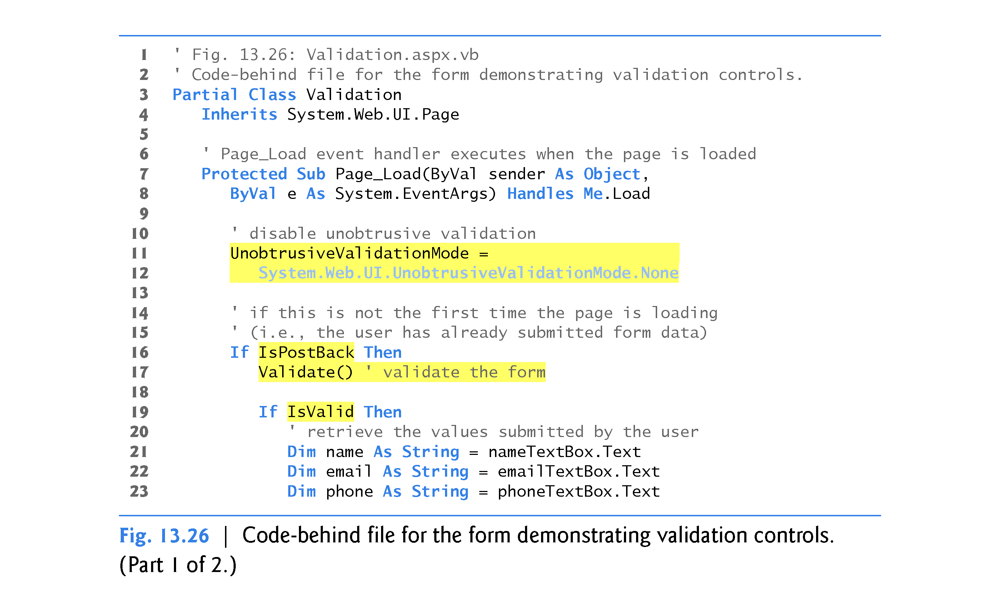 1 ' Fig. 13.26: Validation.aspx.vb
2 ' Code-behind file for the form demonstrating validation controls.
3 Partial Class Validation
4 Inherits System.Web.UI.Page
5
6 ' Page_Load event handler executes when the page is loaded
7 Protected Sub Page_Load(ByVal sender As Object,
8 ByVal e As System.EventArgs) Handles Me.Load
9
10 ' disable unobtrusive validation
11 UnobtrusiveValidationMode =
12 System.Web.UI.UnobtrusiveValidationMode.None
13
14 ' if this is not the first time the page is loading
15 ' (i.e., the user has already submitted form data)
16 If IsPostBack Then
17 Validate() ' validate the form
18
19 If IsValid Then
20 ' retrieve the values submitted by the user
21 Dim name As String = nameTextBox.Text
22 Dim email As String = emailTextBox.Text
23 Dim phone As String = phoneTextBox.Text
Fig. 13.26 | Code-behind file for the form demonstrating validation controls.
(Part 1 of 2.)